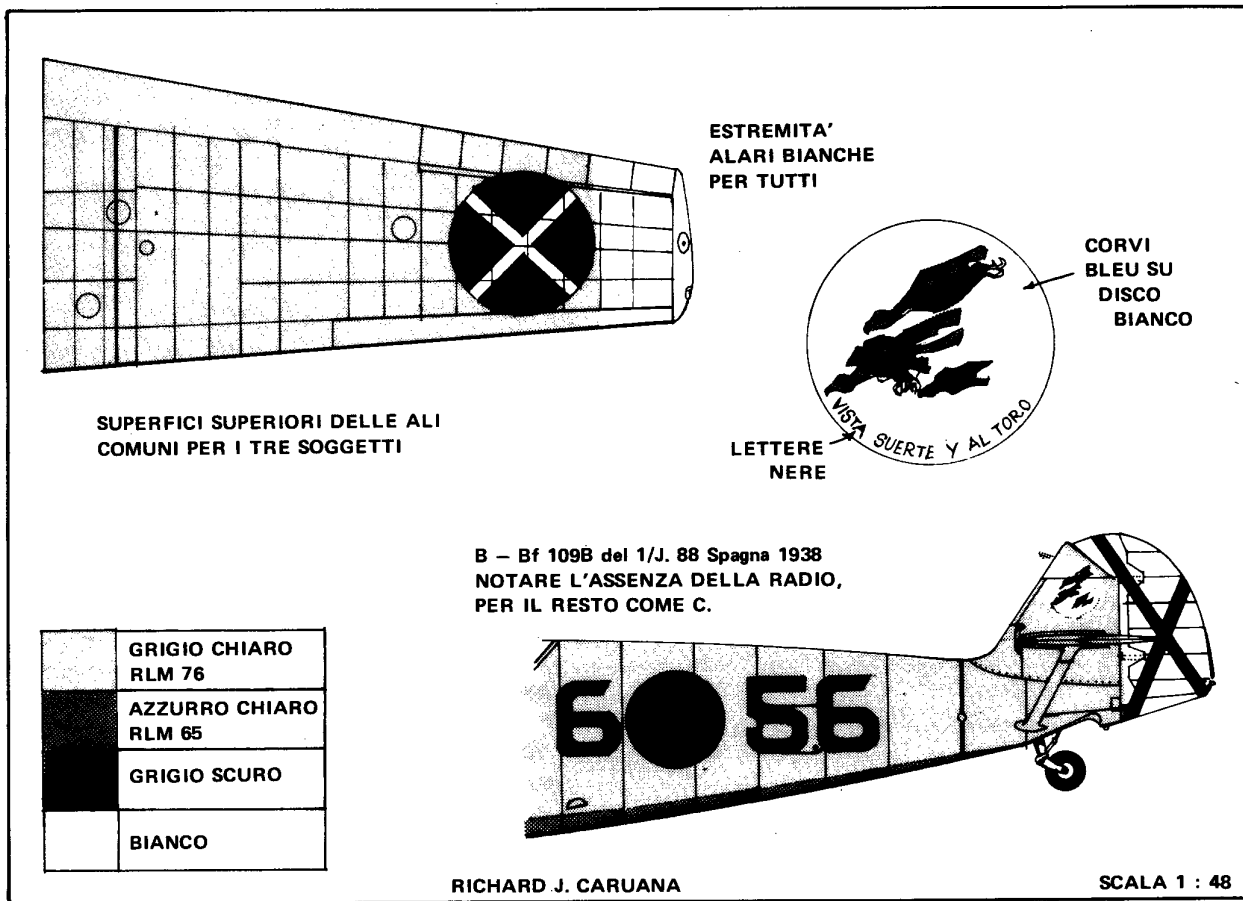 ESTREMITA'
ALARI BIANCHE
PER TUTTI
CORVI
BLEU SU
DISCO
BIANCO
VISTA SUERTE Y AL TORO
LETTERE
NERE
SUPERFICI SUPERIORI DELLE ALI
COMUNI PER I TRE SOGGETTI
B – Bf 109B del 1/J. 88 Spagna 1938
NOTARE L'ASSENZA DELLA RADIO,
PER IL RESTO COME C.
6 56
GRIGIO CHIARO
RLM 76
AZZURRO CHIARO
RLM 65
GRIGIO SCURO
BIANCO
RICHARD J. CARUANA
SCALA 1 : 48